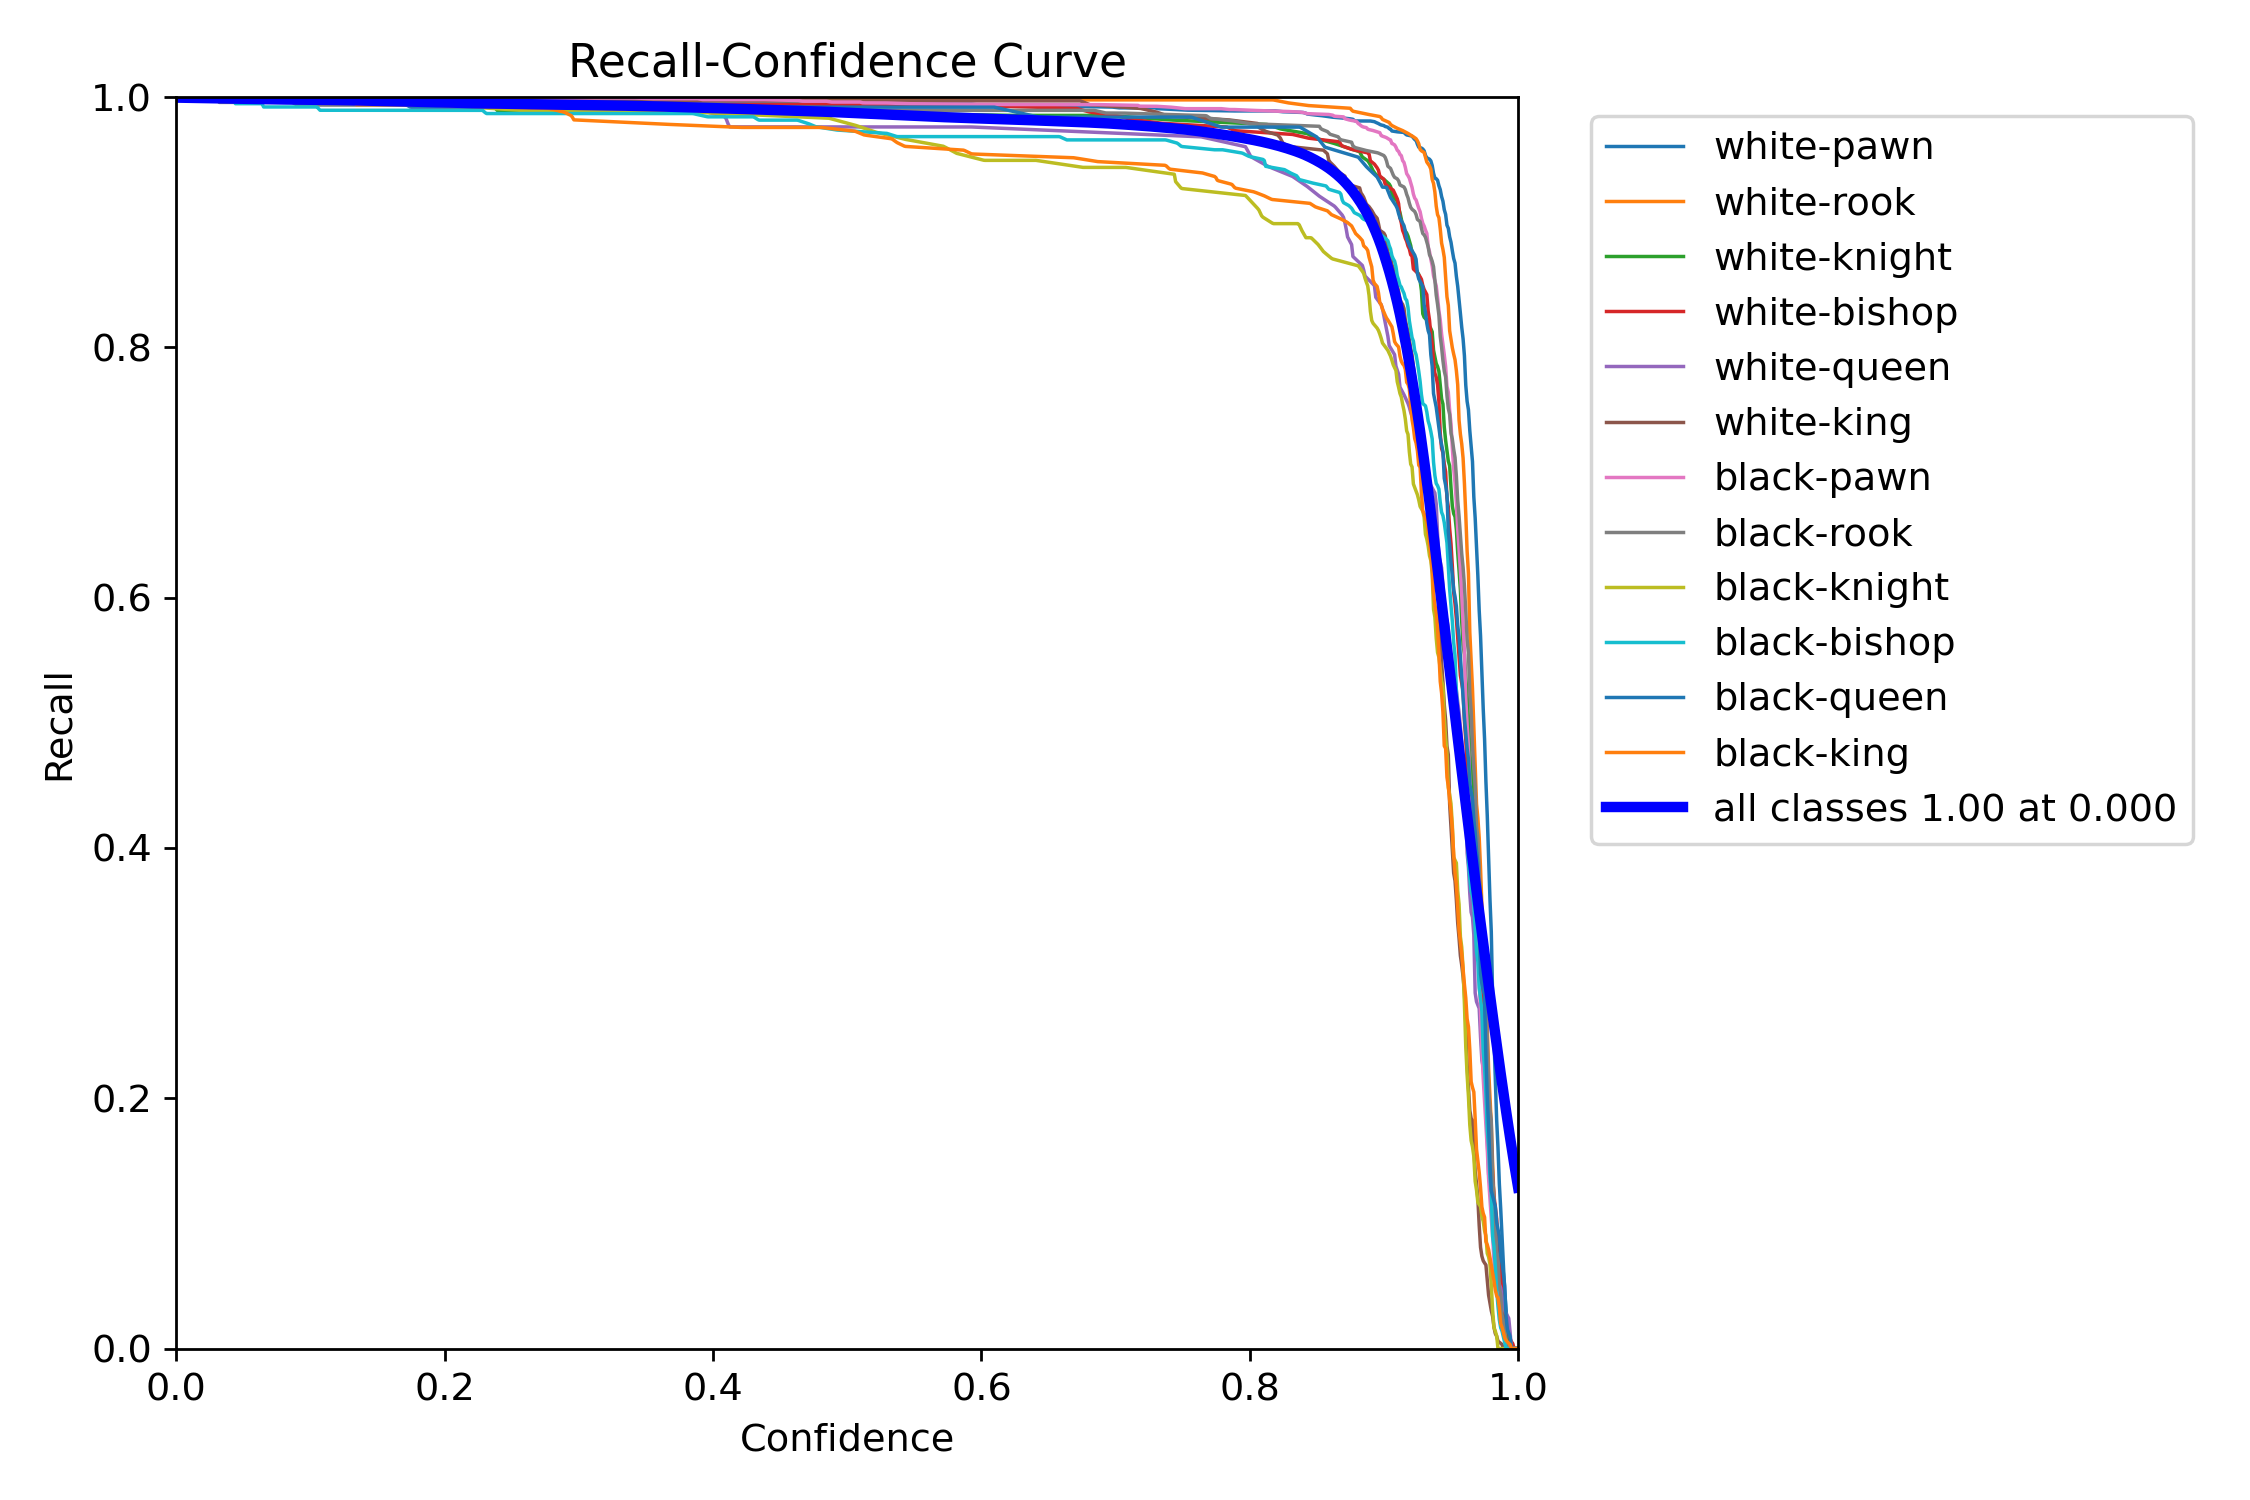 Recall-Confidence Curve
1.0
0.8
0.6
0.4
0.2
0.0
Recall
0.0 0.2 0.4 0.6 0.8 1.0
Confidence
white-pawn
white-rook
white-knight
white-bishop
white-queen
white-king
black-pawn
black-rook
black-knight
black-bishop
black-queen
black-king
all classes 1.00 at 0.000